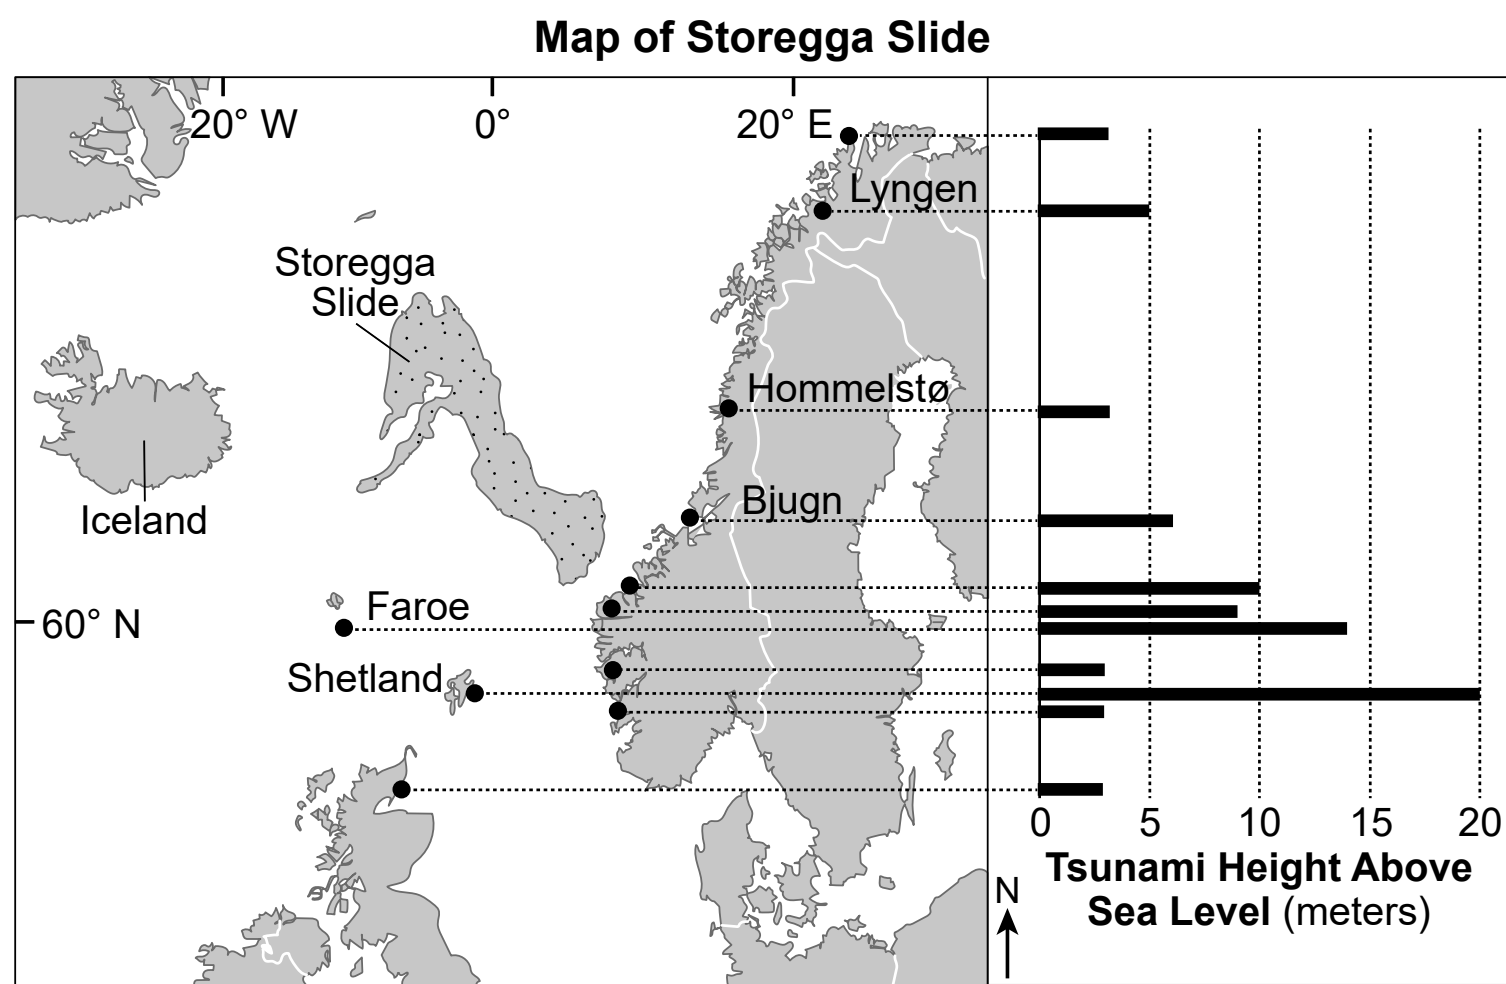 Map of Storegga Slide
20° W
0°
20° E
Lyngen
Storegga
Slide
Hommelstø
Bjugn
Iceland
Faroe
60° N
Shetland
0 5 10 15 20
Tsunami Height Above
Sea Level (meters)
N